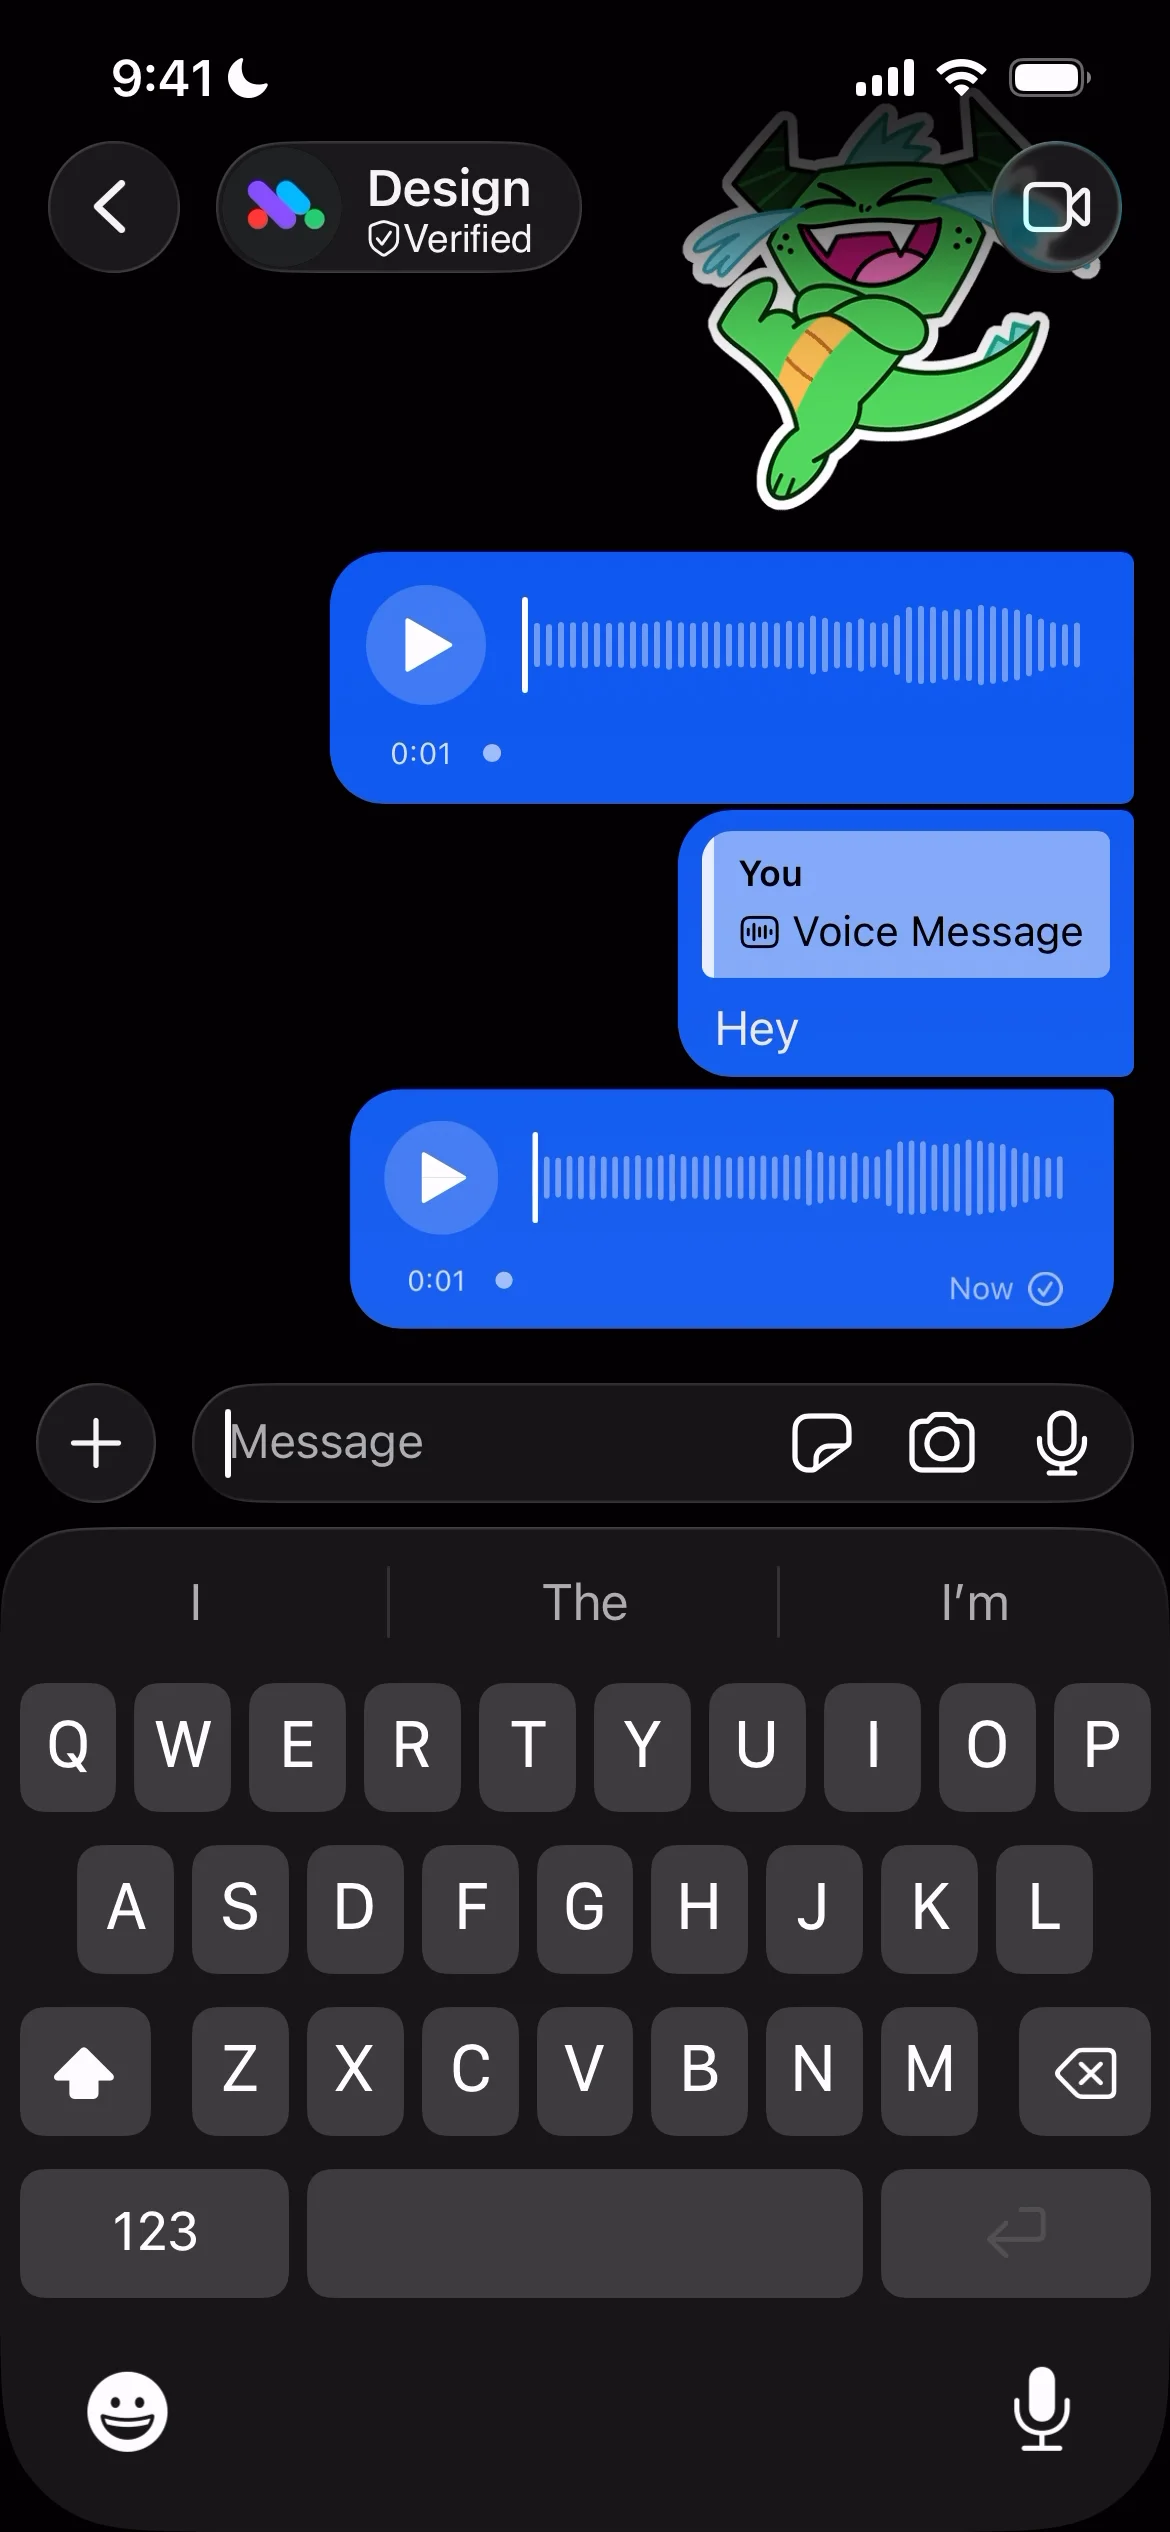 9:41
Design
Verified
0:01
You
Voice Message
Hey
0:01
Now
Message
I
The
I’m
Q W E R T Y U I O P
A S D F G H J K L
Z X C V B N M
123